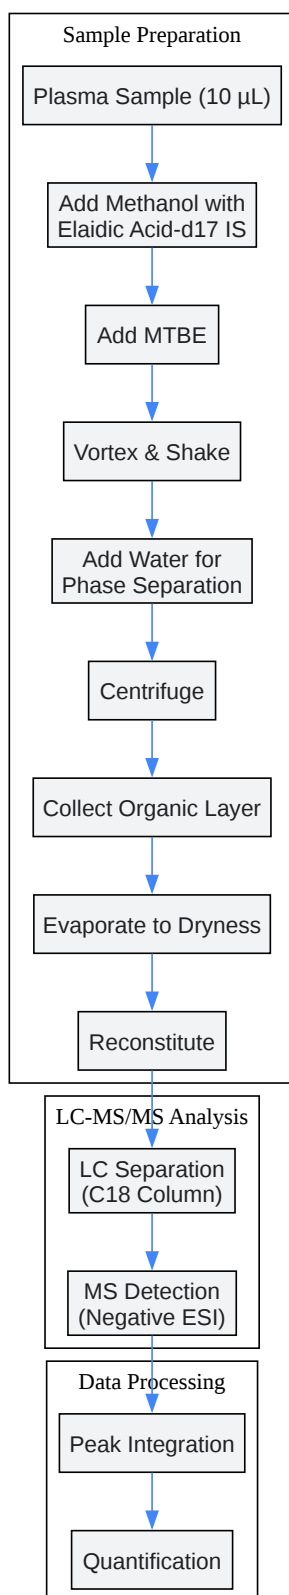 Sample Preparation
Plasma Sample (10 µL)
Add Methanol with
Elaidic Acid-d17 IS
Add MTBE
Vortex & Shake
Add Water for
Phase Separation
Centrifuge
Collect Organic Layer
Evaporate to Dryness
Reconstitute
LC-MS/MS Analysis
LC Separation
(C18 Column)
MS Detection
(Negative ESI)
Data Processing
Peak Integration
Quantification